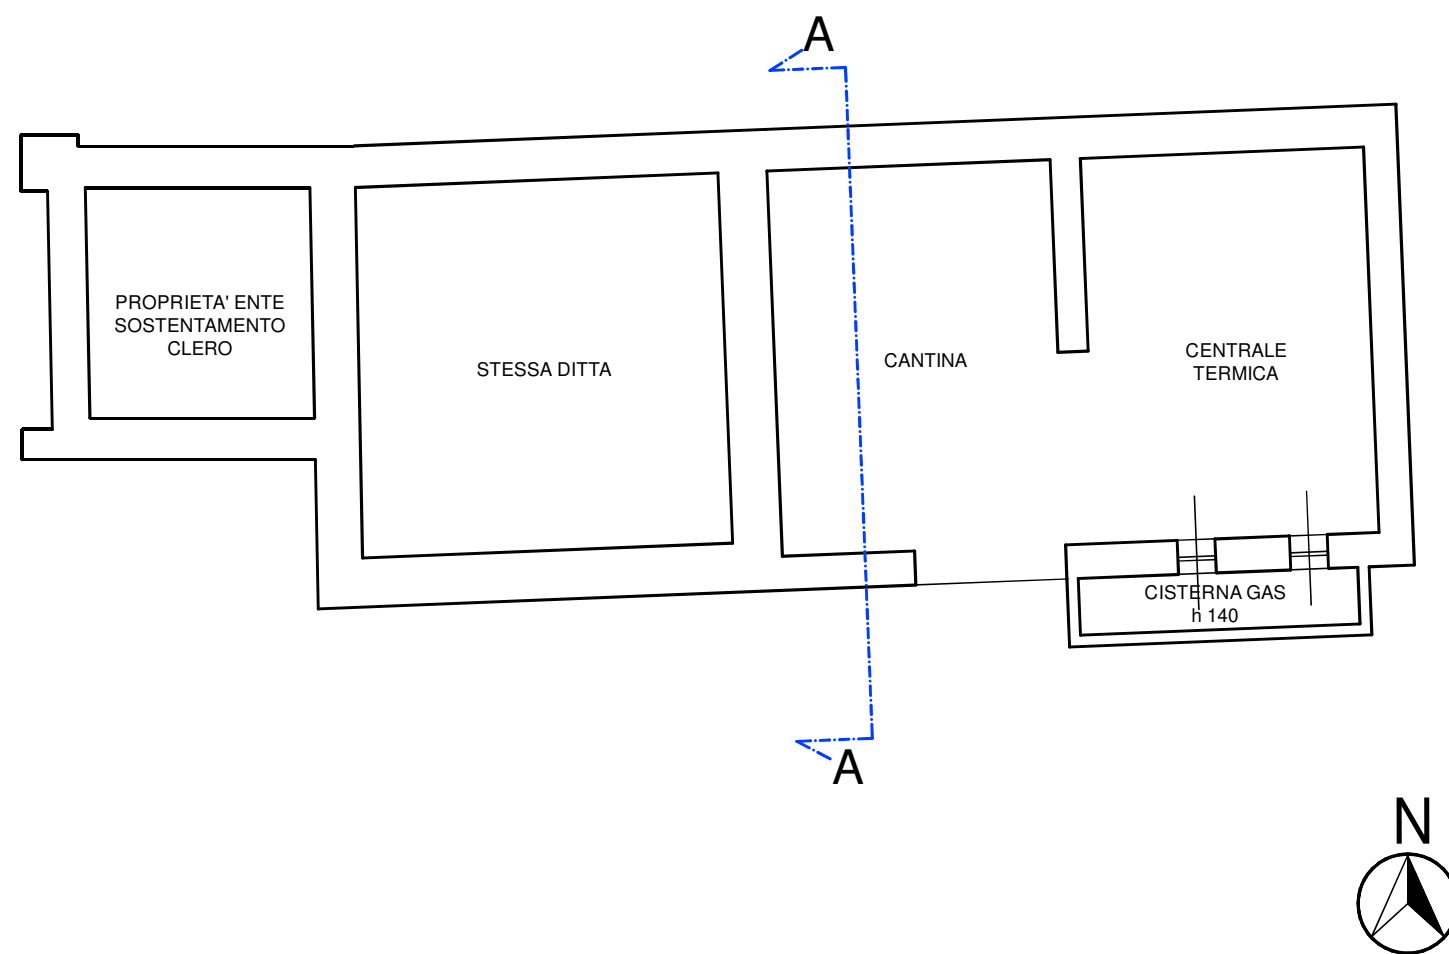 A
PROPRIETA' ENTE
SOSTENTAMENTO
CLERO
STESSA DITTA
CANTINA
CENTRALE
TERMICA
CISTERNA GAS
h 140
A
N